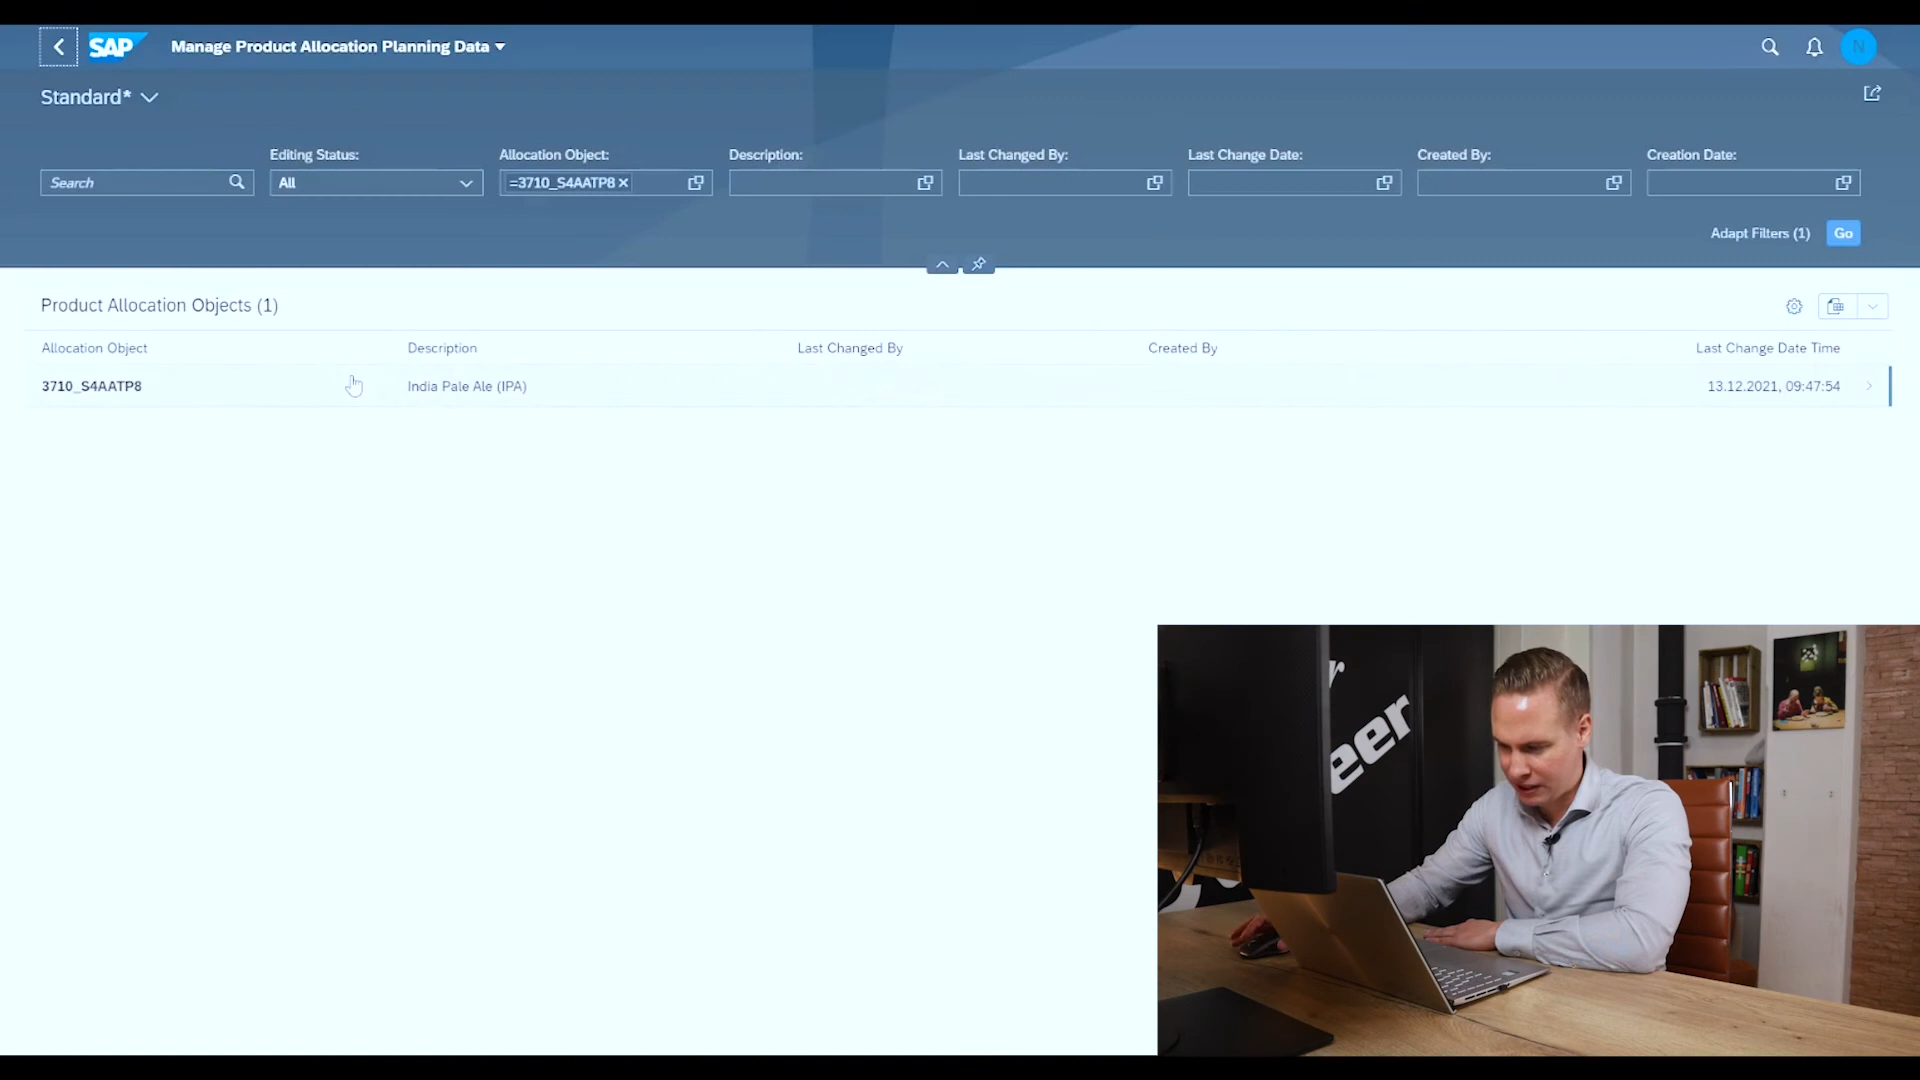 SAP Manage Product Allocation Planning Data
N
Standard*
Editing Status: Allocation Object: Description: Last Changed By: Last Change Date: Created By: Creation Date:
Search All =3710_S4AATP8
Adapt Filters (1) Go
Product Allocation Objects (1)
Allocation Object Description Last Changed By Created By Last Change Date Time
3710_S4AATP8 India Pale Ale (IPA) 13.12.2021, 09:47:54
eer